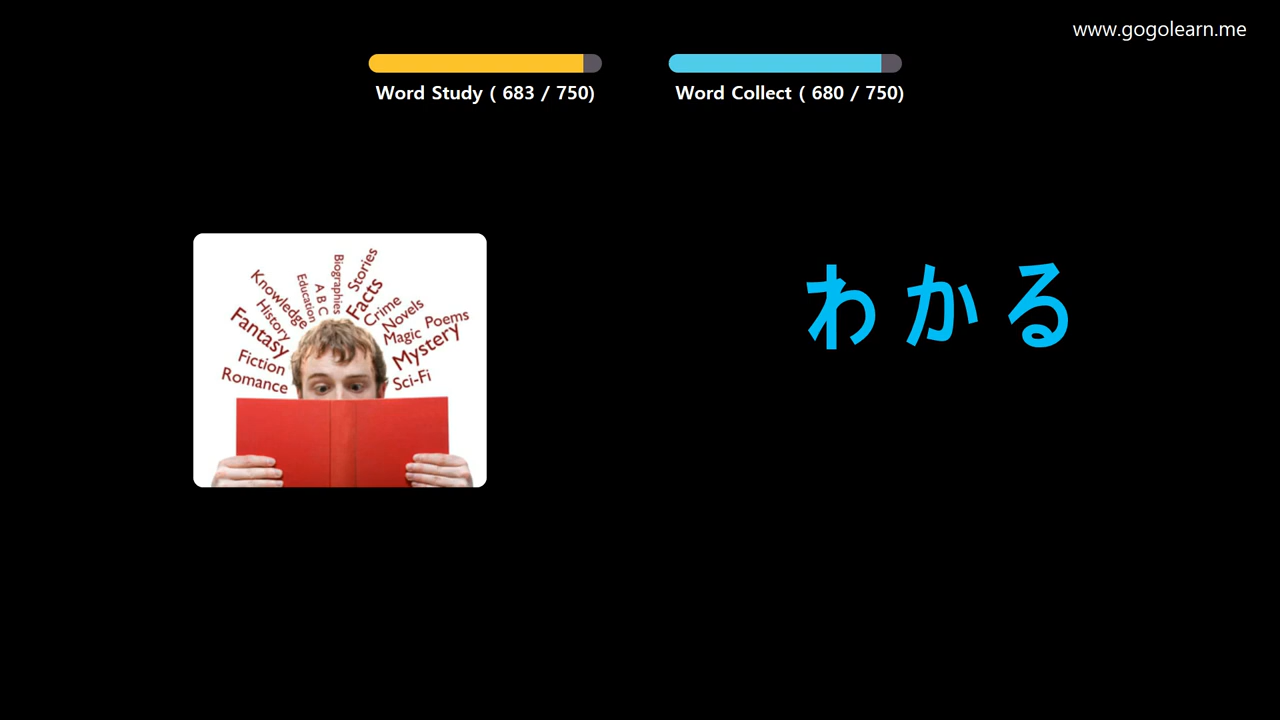 www.gogolearn.me
Word Study ( 683 / 750)
Word Collect ( 680 / 750)
わかる
Knowledge
History
Fantasy
Fiction
Romance
Education
A B C
Biographies
Stories
Facts
Crime
Novels
Magic
Poems
Mystery
Sci-Fi